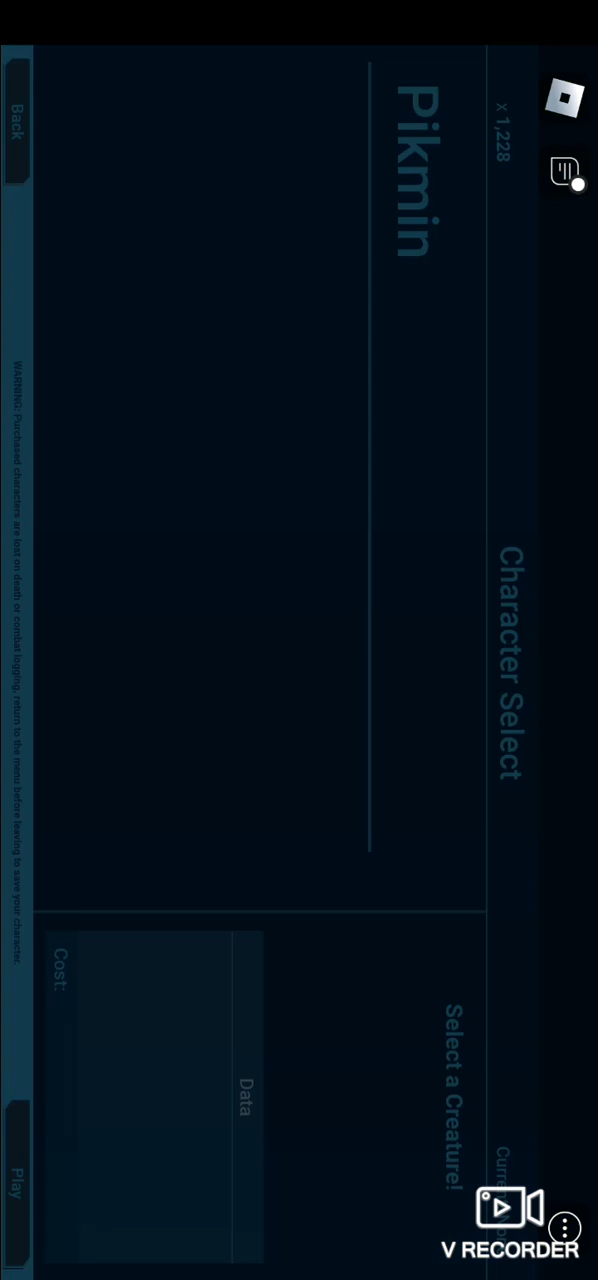 Character Select
x 1,228
Pikmin
Select a Creature!
Data
Cost:
Back
WARNING: Purchased characters are lost on death or combat logging, return to the menu before leaving to save your character.
Play
V RECORDER